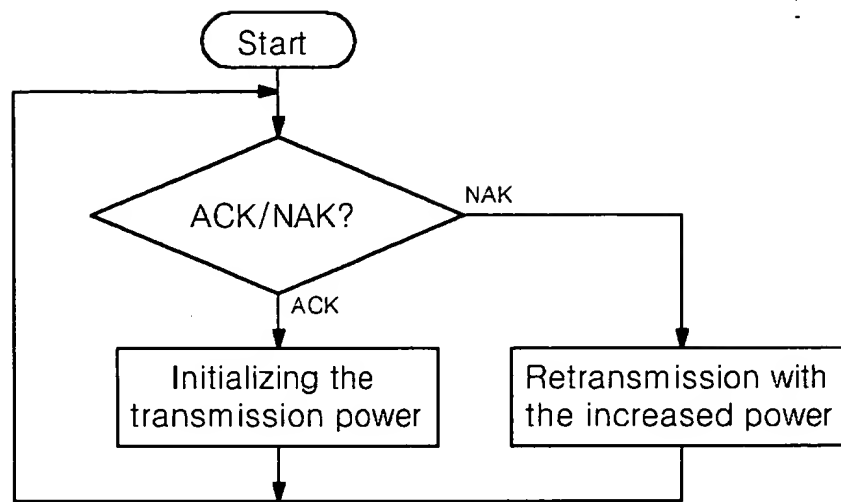 Start
ACK/NAK?
NAK
ACK
Initializing the
transmission power
Retransmission with
the increased power